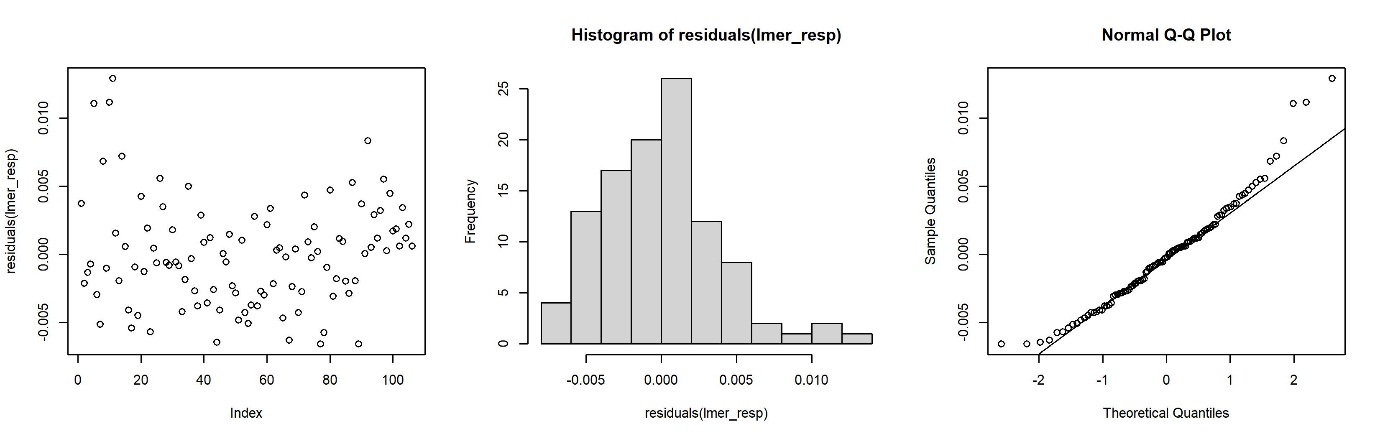 residuals(lmer_resp)
0.010
0.005
0.000
-0.005
0 20 40 60 80 100
Index
Histogram of residuals(lmer_resp)
Frequency
25
20
15
10
5
0
-0.005 0.000 0.005 0.010
residuals(lmer_resp)
Normal Q-Q Plot
Sample Quantiles
0.010
0.005
0.000
-0.005
-2 -1 0 1 2
Theoretical Quantiles